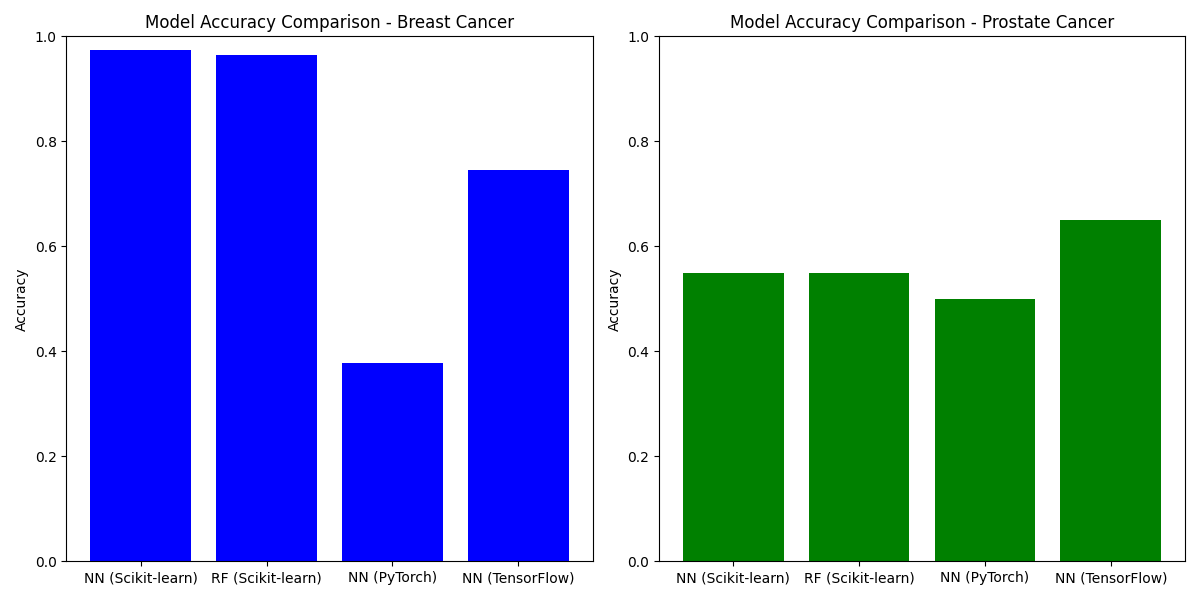 Model Accuracy Comparison - Breast Cancer
Accuracy
1.0
0.8
0.6
0.4
0.2
0.0
NN (Scikit-learn) RF (Scikit-learn) NN (PyTorch) NN (TensorFlow)
Model Accuracy Comparison - Prostate Cancer
Accuracy
1.0
0.8
0.6
0.4
0.2
0.0
NN (Scikit-learn) RF (Scikit-learn) NN (PyTorch) NN (TensorFlow)